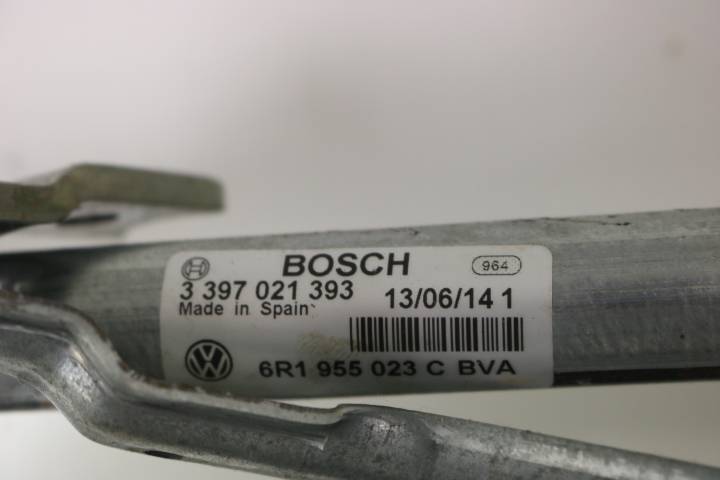 BOSCH 964
3 397 021 393 13/06/14 1
Made in Spain
6R1 955 023 C BVA